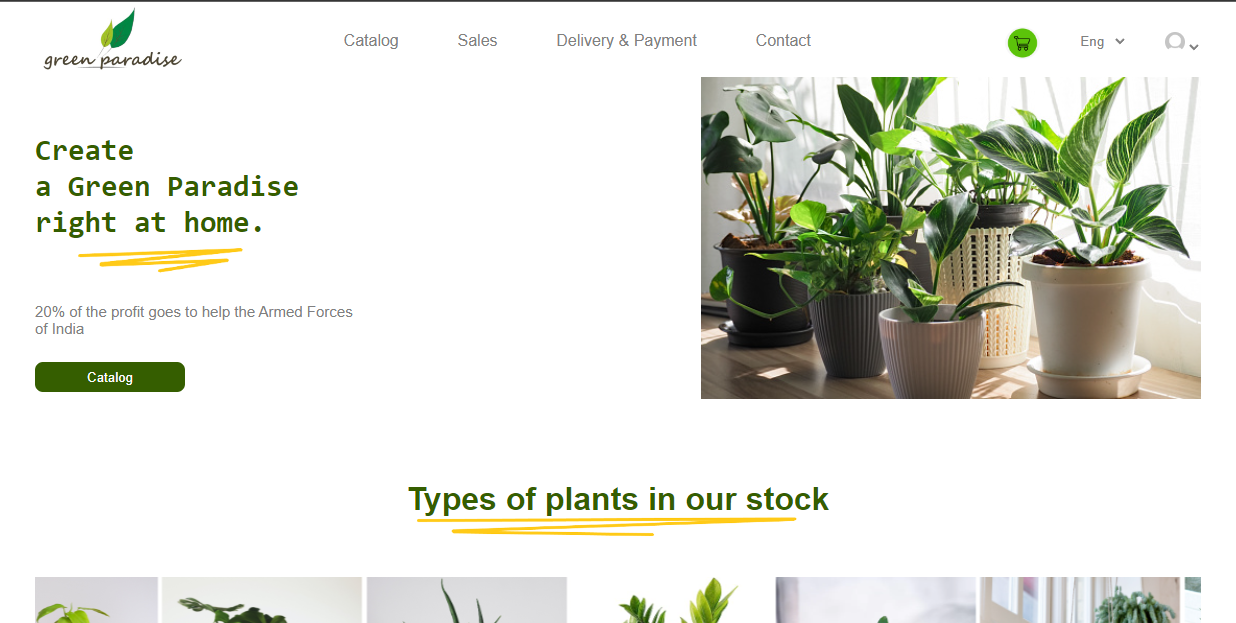 green paradise
Catalog
Sales
Delivery & Payment
Contact
Eng
Create
a Green Paradise
right at home.
20% of the profit goes to help the Armed Forces
of India
Catalog
Types of plants in our stock